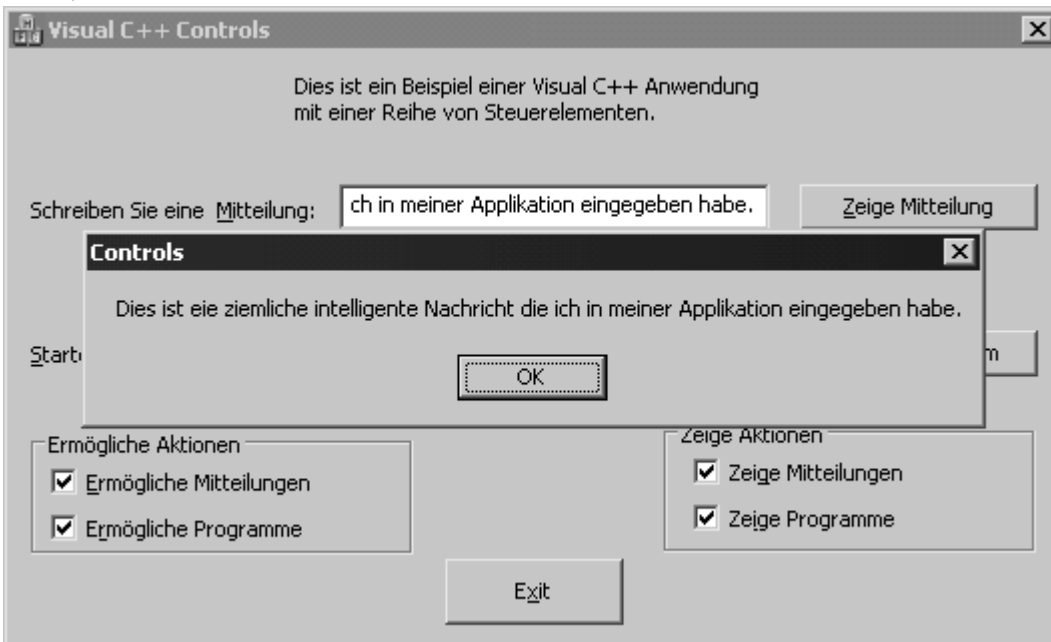 Visual C++ Controls
Dies ist ein Beispiel einer Visual C++ Anwendung
mit einer Reihe von Steuerelementen.
Schreiben Sie eine Mitteilung:
ch in meiner Applikation eingegeben habe.
Zeige Mitteilung
Controls
Dies ist eie ziemliche intelligente Nachricht die ich in meiner Applikation eingegeben habe.
OK
Ermögliche Aktionen
Ermögliche Mitteilungen
Ermögliche Programme
Zeige Aktionen
Zeige Mitteilungen
Zeige Programme
Exit